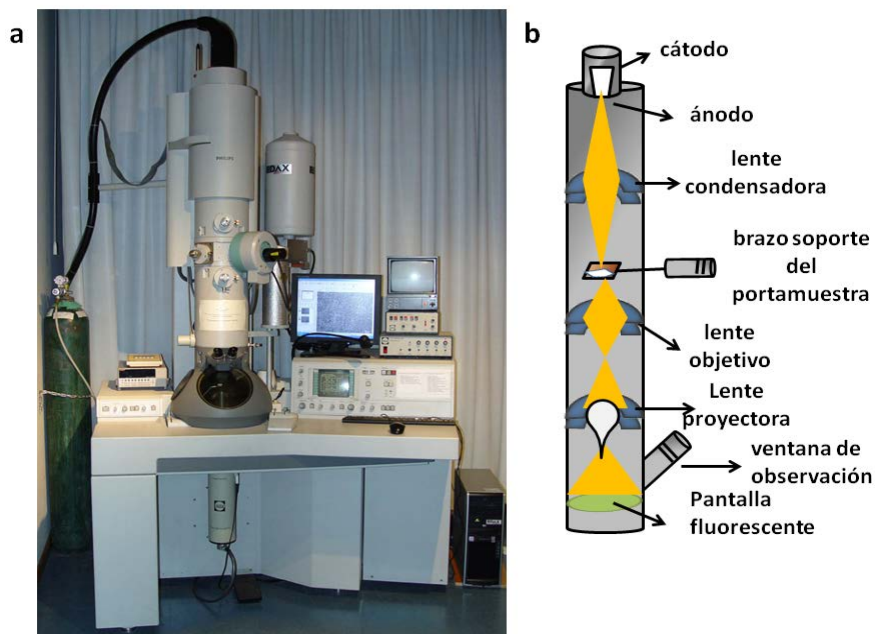 a
b
PHILIPS
EDAX
cátodo
ánodo
lente
condensadora
brazo soporte
del
portamuestra
lente
objetivo
Lente
proyectora
ventana de
observación
Pantalla
fluorescente